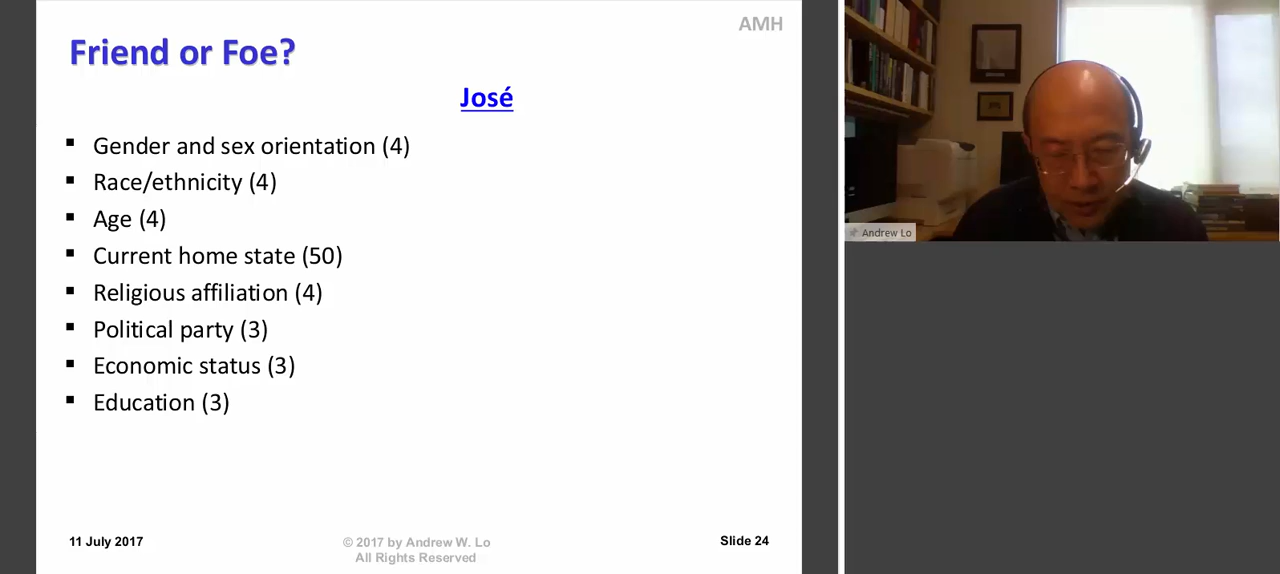 AMH
Friend or Foe?
José
Gender and sex orientation (4)
Race/ethnicity (4)
Age (4)
Current home state (50)
Religious affiliation (4)
Political party (3)
Economic status (3)
Education (3)
11 July 2017
© 2017 by Andrew W. Lo
All Rights Reserved
Slide 24
Andrew Lo